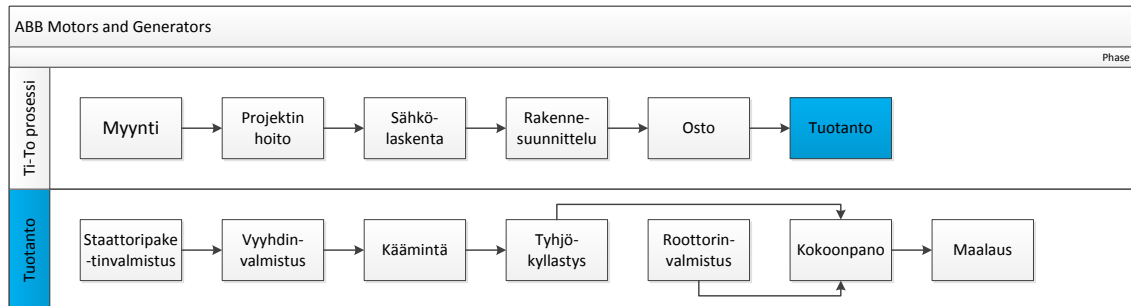 ABB Motors and Generators
Phase
Ti-To prosessi
Myynti
Projektin
hoito
Sähkö-
laskenta
Rakenne-
suunnittelu
Osto
Tuotanto
Tuotanto
Staattoripake
-tinvalmistus
Vyyhdin-
valmistus
Käämintä
Tyhjö-
kyllastys
Roottorin-
valmistus
Kokoonpano
Maalaus